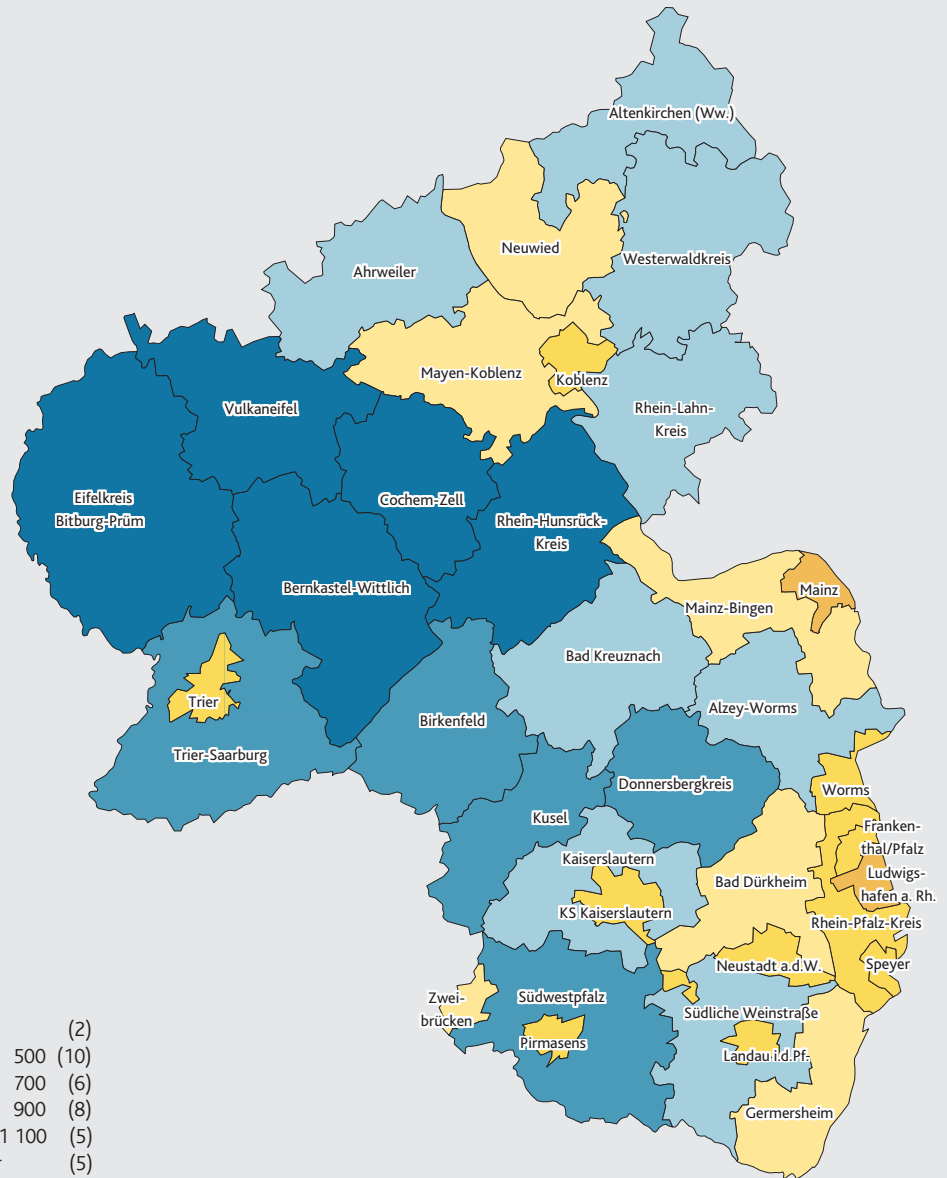 Altenkirchen (Ww.)
Neuwied
Westerwaldkreis
Ahrweiler
Mayen-Koblenz
Koblenz
Vulkaneifel
Rhein-Lahn-
Kreis
Eifelkreis
Bitburg-Prüm
Cochem-Zell
Rhein-Hunsrück-
Kreis
Bernkastel-Wittlich
Mainz
Mainz-Bingen
Bad Kreuznach
Trier
Alzey-Worms
Birkenfeld
Trier-Saarburg
Donnersbergkreis
Worms
Kusel
Franken-
thal/Pfalz
Kaiserslautern
Ludwigs-
hafen a. Rh.
Bad Dürkheim
KS Kaiserslautern
Rhein-Pfalz-Kreis
Neustadt a.d.W.
Speyer
Zwei-
brücken
Südwestpfalz
Südliche Weinstraße
Pirmasens
Landau i.d.Pf.
Germersheim
(2)
500 (10)
700 (6)
900 (8)
1 100 (5)
(5)